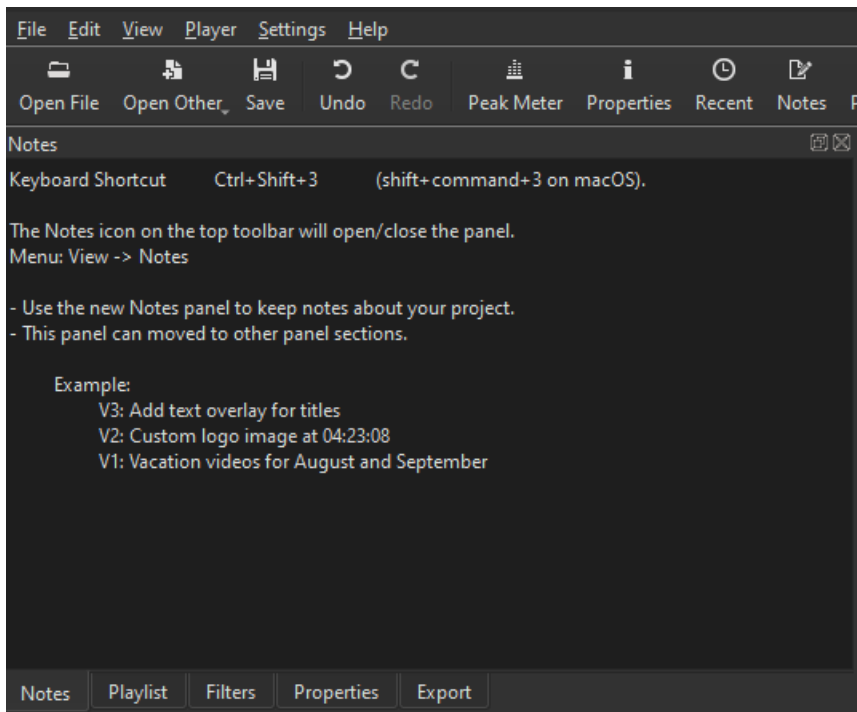 File Edit View Player Settings Help
Open File Open Other Save Undo Redo Peak Meter Properties Recent Notes
Notes
Keyboard Shortcut Ctrl+Shift+3 (shift+command+3 on macOS).
The Notes icon on the top toolbar will open/close the panel.
Menu: View -> Notes
- Use the new Notes panel to keep notes about your project.
- This panel can moved to other panel sections.
Example:
V3: Add text overlay for titles
V2: Custom logo image at 04:23:08
V1: Vacation videos for August and September
Notes Playlist Filters Properties Export